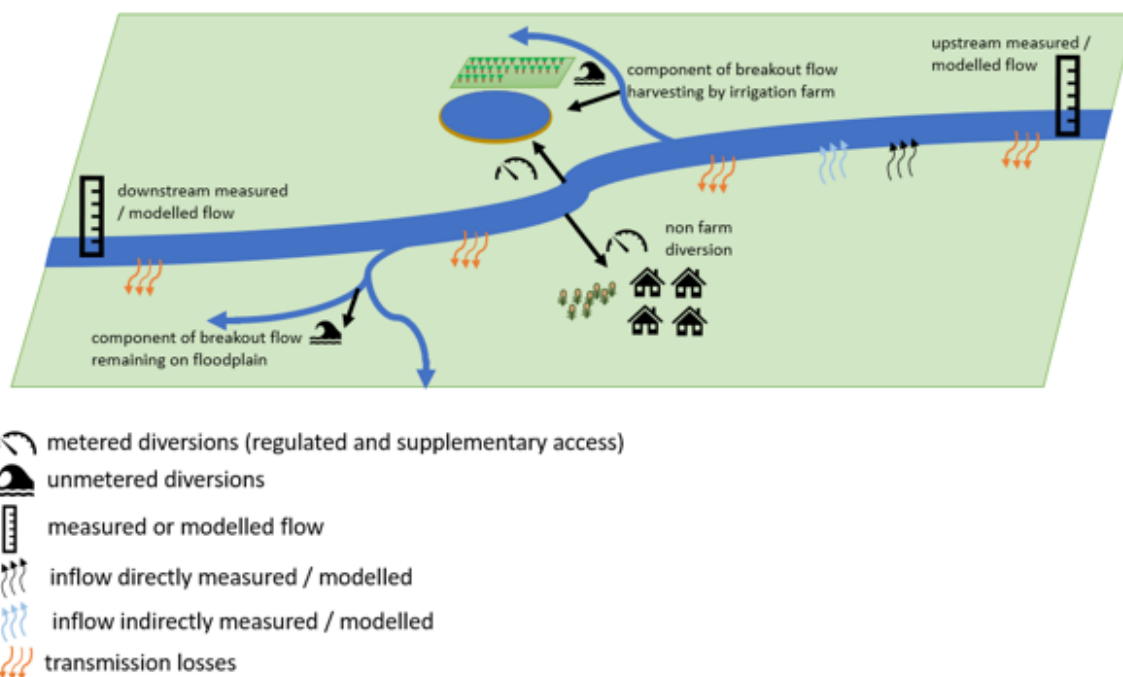 upstream measured /
modelled flow
component of breakout flow
harvesting by irrigation farm
downstream measured
/ modelled flow
non farm
diversion
component of breakout flow
remaining on floodplain
metered diversions (regulated and supplementary access)
unmetered diversions
measured or modelled flow
inflow directly measured / modelled
inflow indirectly measured / modelled
transmission losses